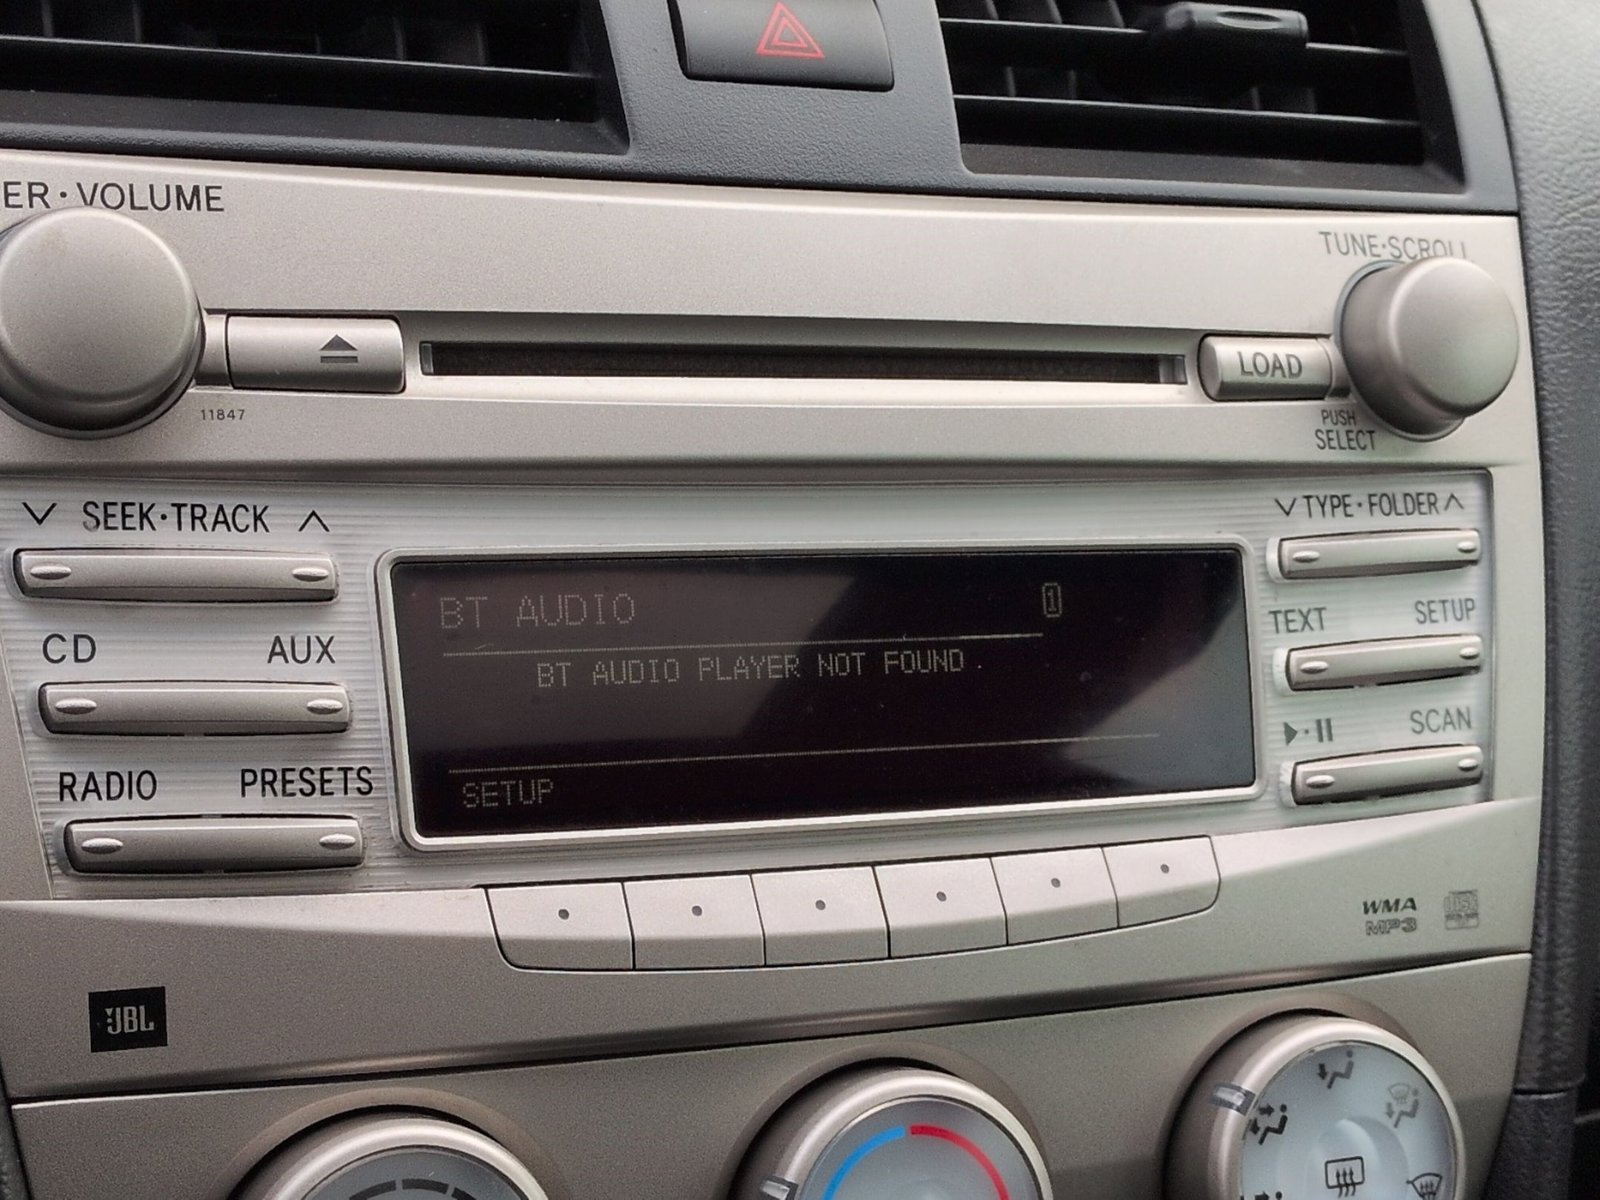 ER·VOLUME
TUNE·SCROLL
LOAD
11847
PUSH
SELECT
SEEK·TRACK
TYPE·FOLDER
BT AUDIO
1
TEXT SETUP
CD AUX
BT AUDIO PLAYER NOT FOUND .
SCAN
RADIO PRESETS
SETUP
WMA
MP3
JBL